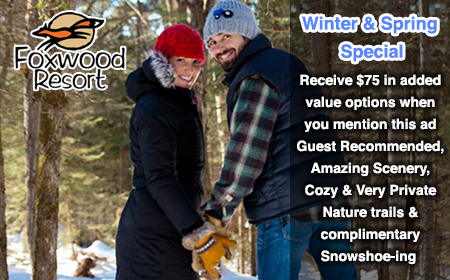 Foxwood
Resort
Winter & Spring
Special
Receive $75 in added
value options when
you mention this ad
Guest Recommended,
Amazing Scenery,
Cozy & Very Private
Nature trails &
complimentary
Snowshoe-ing